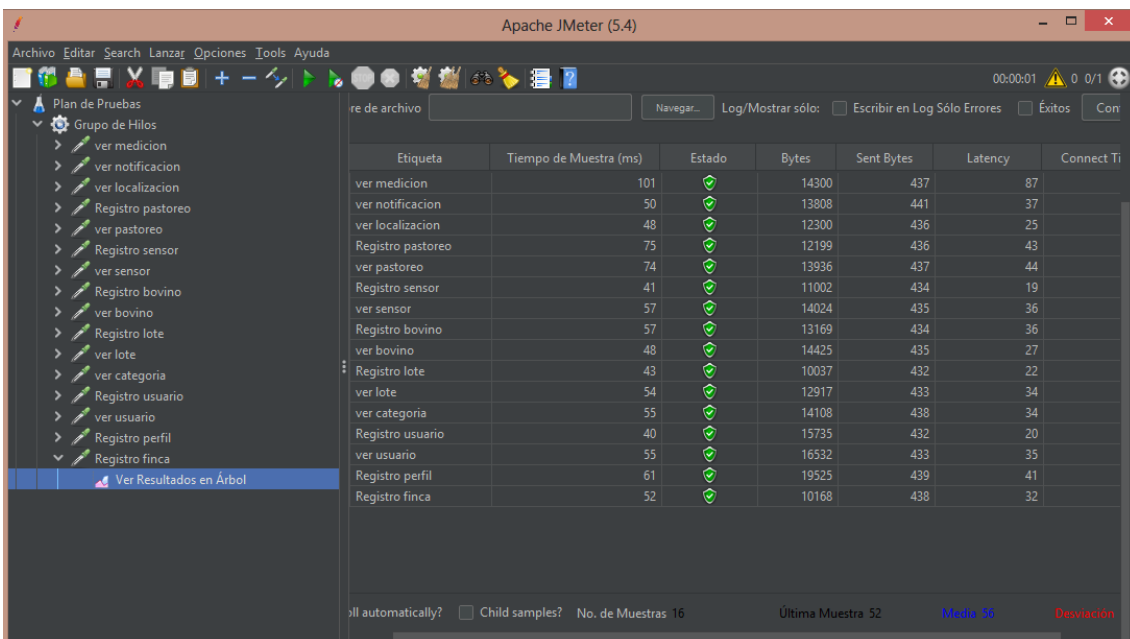 Apache JMeter (5.4)
Archivo Editar Search Lanzar Opciones Tools Ayuda
00:00:01 0 0/1
Plan de Pruebas
Grupo de Hilos
ver medicion
ver notificacion
ver localizacion
Registro pastoreo
ver pastoreo
Registro sensor
ver sensor
Registro bovino
ver bovino
Registro lote
ver lote
ver categoria
Registro usuario
ver usuario
Registro perfil
Registro finca
Ver Resultados en Árbol
re de archivo Navegar... Log/Mostrar sólo: Escribir en Log Sólo Errores Éxitos Con
Etiqueta Tiempo de Muestra (ms) Estado Bytes Sent Bytes Latency Connect Ti
ver medicion 101 14300 437 87
ver notificacion 50 13808 441 37
ver localizacion 48 12300 436 25
Registro pastoreo 75 12199 436 43
ver pastoreo 74 13936 437 44
Registro sensor 41 11002 434 19
ver sensor 57 14024 435 36
Registro bovino 57 13169 434 36
ver bovino 48 14425 435 27
Registro lote 43 10037 432 22
ver lote 54 12917 433 34
ver categoria 55 14108 438 34
Registro usuario 40 15735 432 20
ver usuario 55 16532 433 35
Registro perfil 61 19525 439 41
Registro finca 52 10168 438 32
oll automatically? Child samples? No. de Muestras 16 Última Muestra 52 Media 56 Desviación